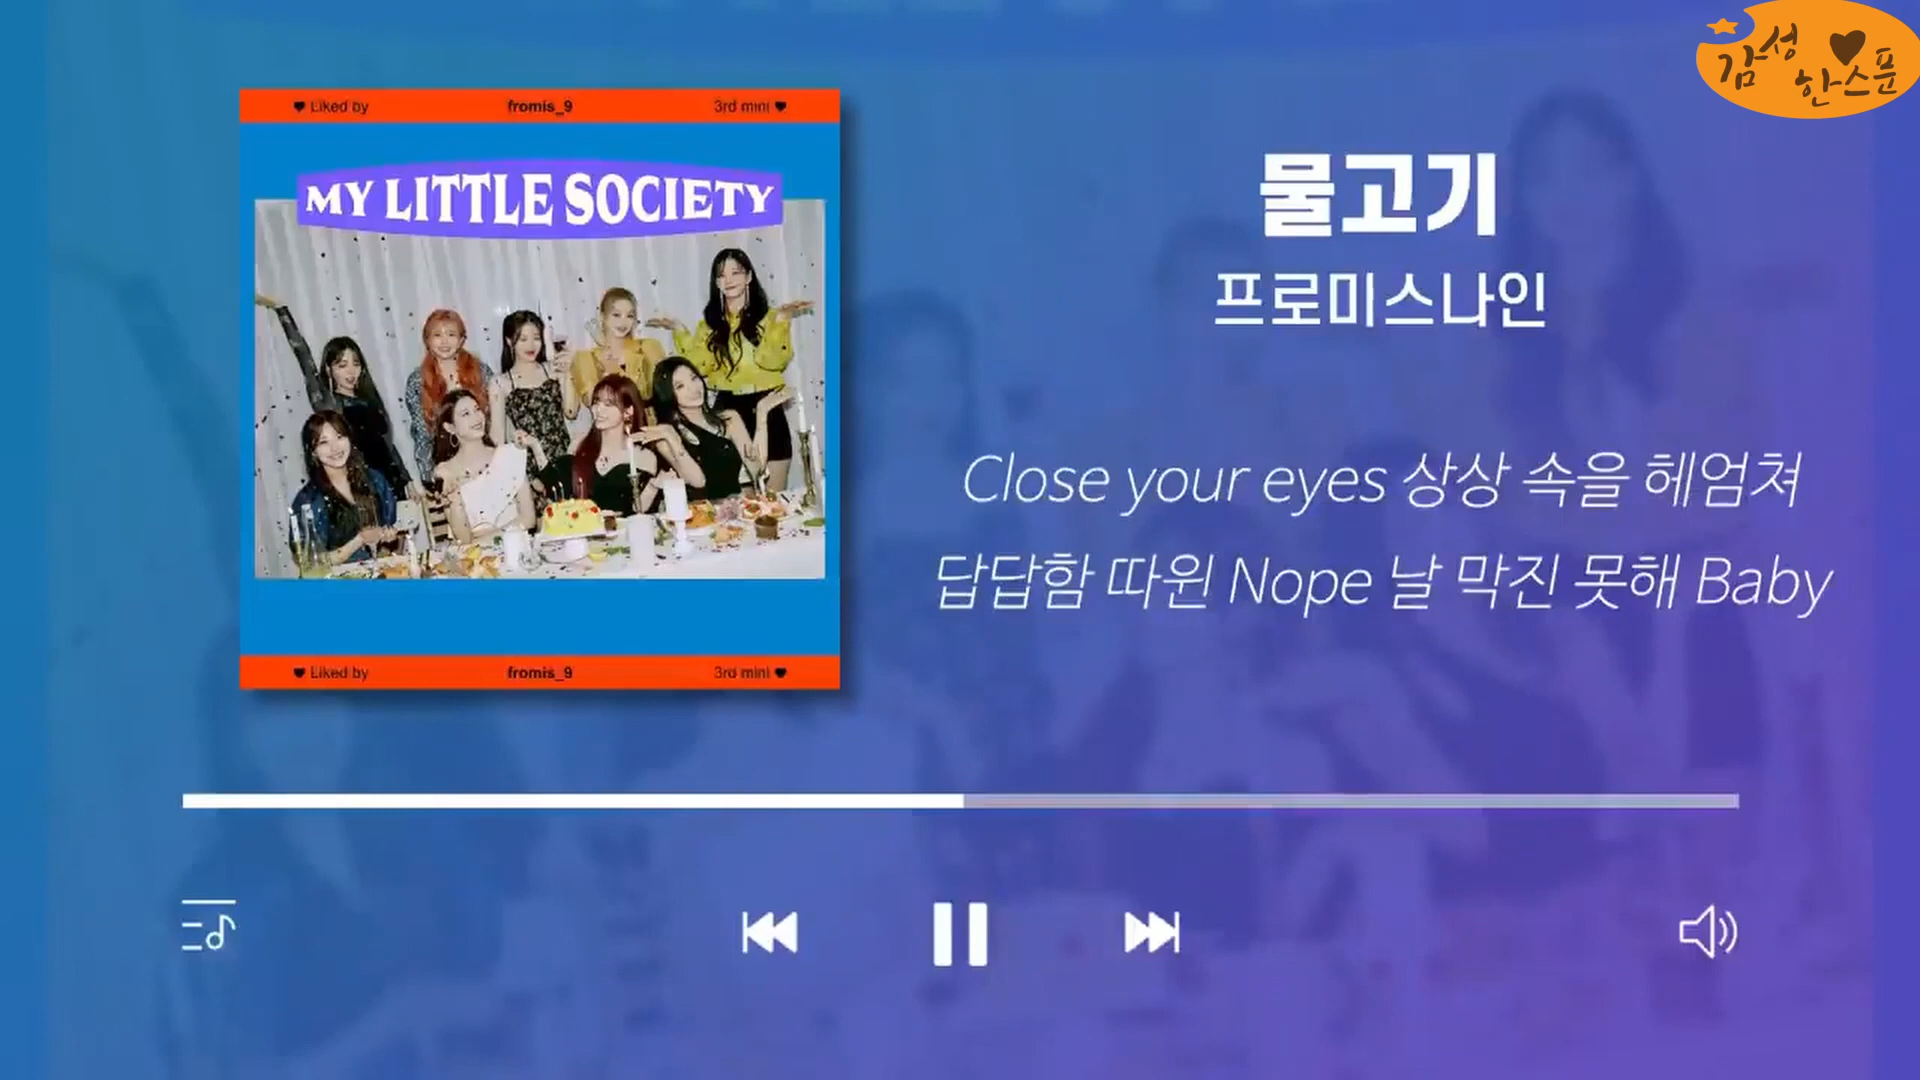 감성
한스푼
♥ Liked by fromis_9 3rd mini ♥
MY LITTLE SOCIETY
♥ Liked by fromis_9 3rd mini ♥
물고기
프로미스나인
Close your eyes 상상 속을 헤엄쳐
답답함 따윈 Nope 날 막진 못해 Baby